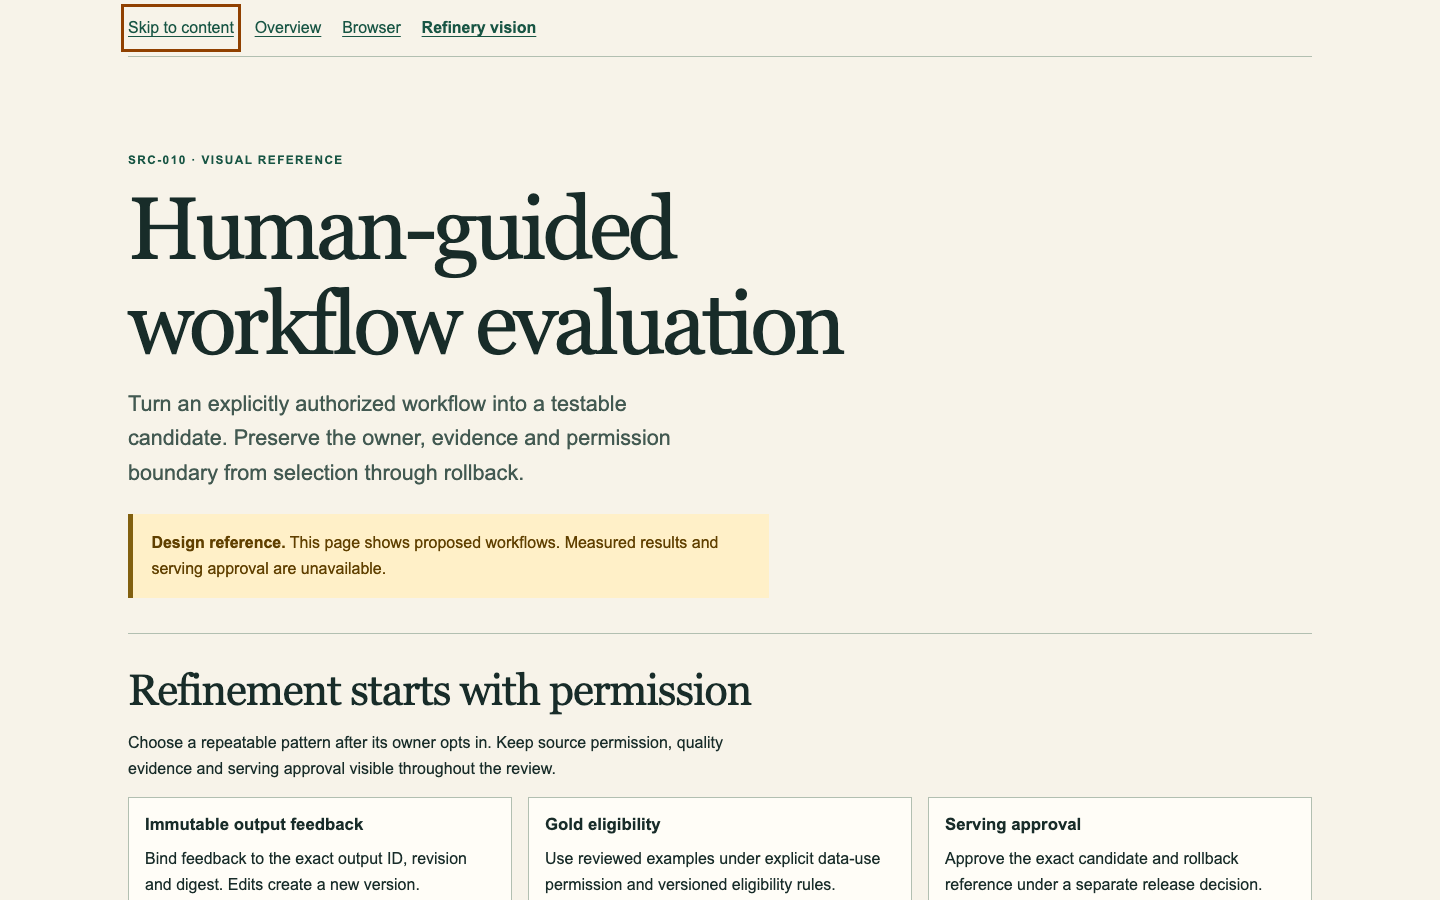 Skip to content Overview Browser Refinery vision
SRC-010 · VISUAL REFERENCE
Human-guided
workflow evaluation
Turn an explicitly authorized workflow into a testable
candidate. Preserve the owner, evidence and permission
boundary from selection through rollback.
Design reference. This page shows proposed workflows. Measured results and
serving approval are unavailable.
Refinement starts with permission
Choose a repeatable pattern after its owner opts in. Keep source permission, quality
evidence and serving approval visible throughout the review.
Immutable output feedback
Bind feedback to the exact output ID, revision
and digest. Edits create a new version.
Gold eligibility
Use reviewed examples under explicit data-use
permission and versioned eligibility rules.
Serving approval
Approve the exact candidate and rollback
reference under a separate release decision.